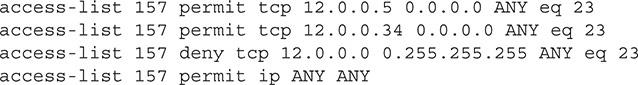 access-list 157 permit tcp 12.0.0.5 0.0.0.0 ANY eq 23
access-list 157 permit tcp 12.0.0.34 0.0.0.0 ANY eq 23
access-list 157 deny tcp 12.0.0.0 0.255.255.255 ANY eq 23
access-list 157 permit ip ANY ANY